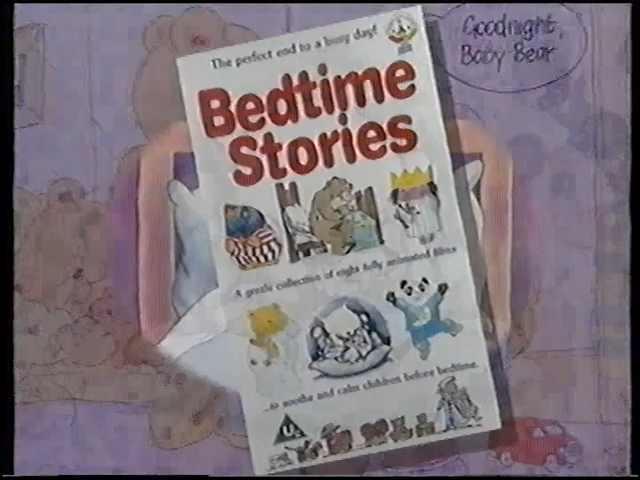 The perfect end to a busy day!
Goodnight,
Baby Bear
Bedtime
Stories
A gentle collection of eight fully animated films
...to soothe and calm children before bedtime.
U